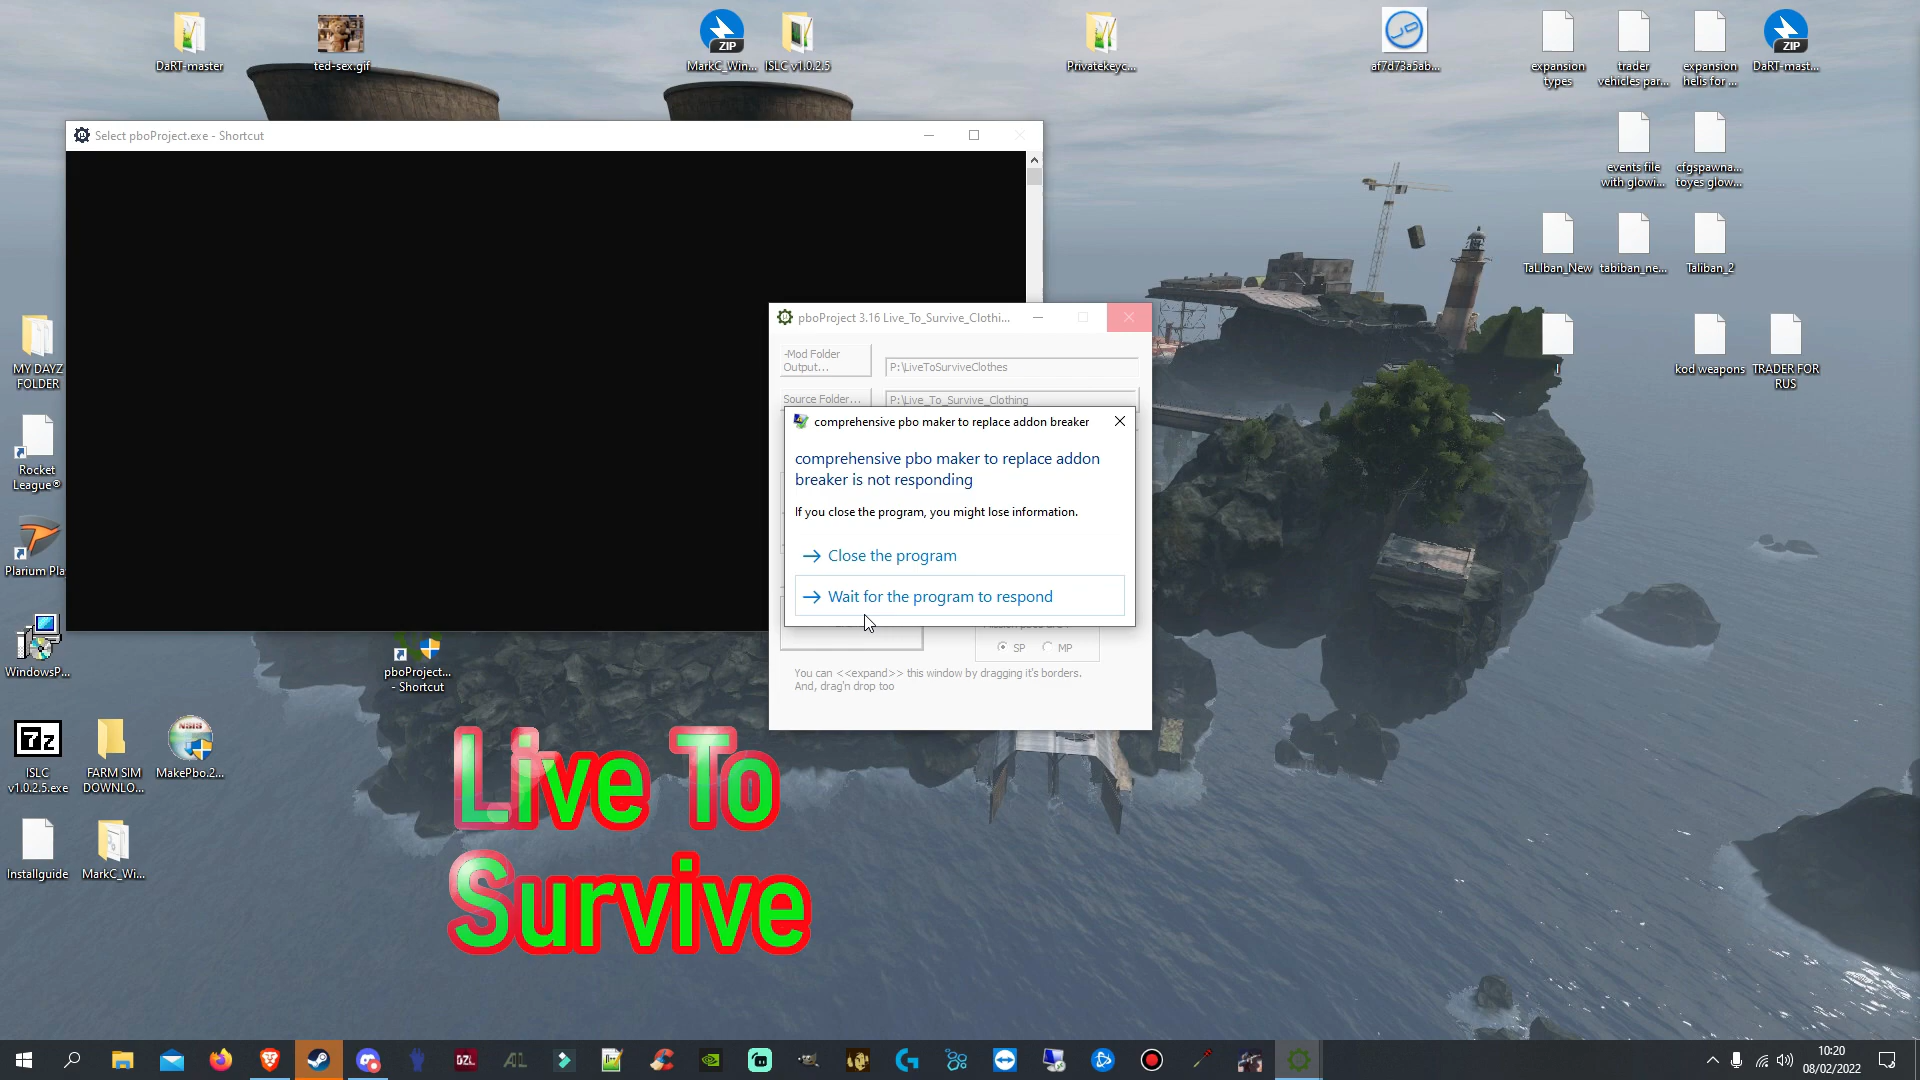 DaRT-master
ted-sex.gif
ZIP
MarkC_Win...
ISLC v1.0.2.5
Privatekeyc...
af7d73a5ab...
expansion
types
trader
vehicles par...
expansion
helis for ...
ZIP
DaRT-mast...
Select pboProject.exe - Shortcut
events file
with glowi...
cfgspawna...
toyes glow...
TaLIban_New
tabiban_ne...
Taliban_2
pboProject 3.16 Live_To_Survive_Clothi...
-Mod Folder
Output...
P:\LiveToSurviveClothes
Source Folder...
P:\Live_To_Survive_Clothing
MY DAYZ
FOLDER
kod weapons
TRADER FOR
RUS
comprehensive pbo maker to replace addon breaker
comprehensive pbo maker to replace addon
breaker is not responding
If you close the program, you might lose information.
Close the program
Wait for the program to respond
Rocket
League®
Plarium Pla
WindowsP...
pboProject...
- Shortcut
SP
MP
You can <<expand>> this window by dragging it's borders.
And, drag'n drop too
7z
ISLC
v1.0.2.5.exe
FARM SIM
DOWNLO...
NSIS
MakePbo.2...
Live To
Survive
Installguide
MarkC_Wi...
DZL
AL
10:20
08/02/2022